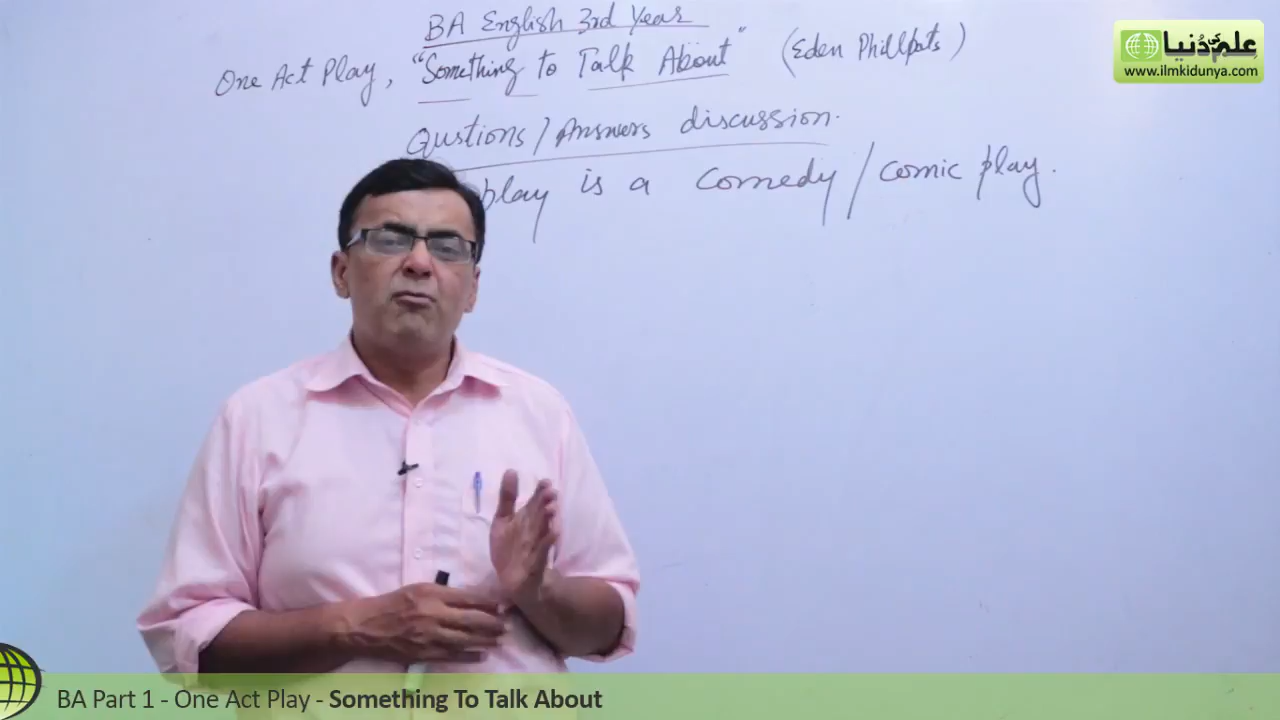 BA English 3rd Year
One Act Play, "Something to Talk About" (Eden Phillpots)
Qustions/Answers discussion.
play is a comedy/comic play.
علم کی دُنیا
www.ilmkidunya.com
BA Part 1 - One Act Play - Something To Talk About